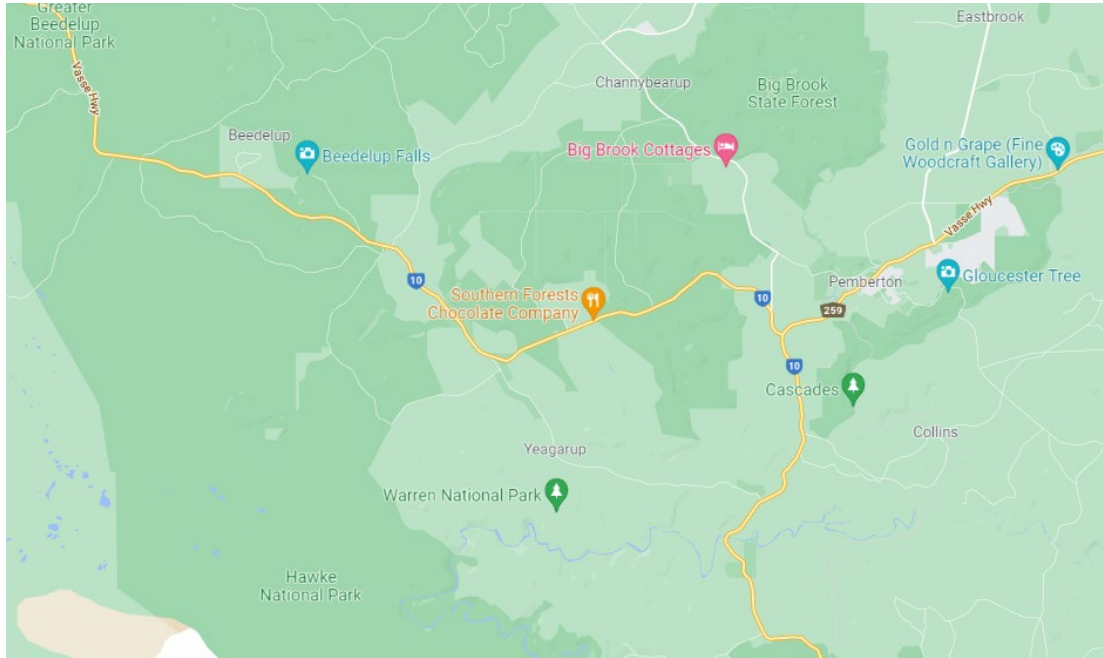 Greater
Beedelup
National Park
Vasse Hwy
Eastbrook
Channybearup
Big Brook
State Forest
Beedelup
Beedelup Falls
Big Brook Cottages
Gold n Grape (Fine
Woodcraft Gallery)
Vasse Hwy
10
Southern Forests
Chocolate Company
10
Pemberton
Gloucester Tree
259
10
Cascades
Collins
Yeagarup
Warren National Park
Hawke
National Park